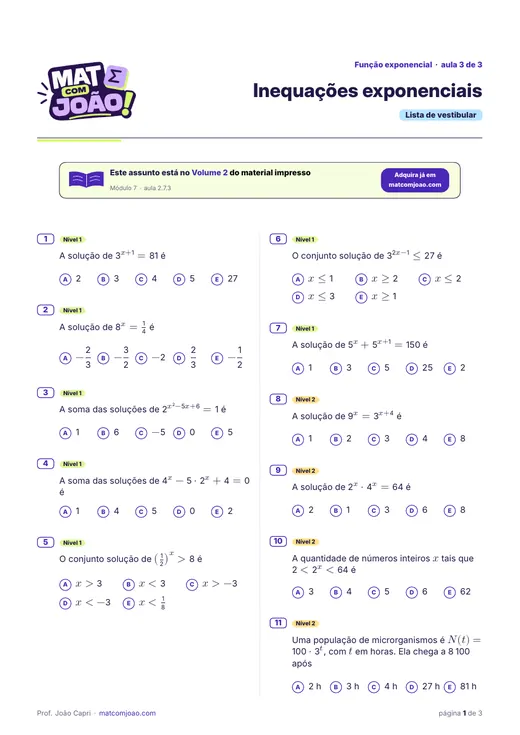 MAT Σ
COM
JOÃO!
Função exponencial · aula 3 de 3
Inequações exponenciais
Lista de vestibular
Este assunto está no Volume 2 do material impresso
Módulo 7 · aula 2.7.3
Adquira já em
matcomjoao.com
1 Nível 1
A solução de 3^{x+1} = 81 é
A 2 B 3 C 4 D 5 E 27
2 Nível 1
A solução de 8^x = 1/4 é
A −2/3 B −3/2 C −2 D 2/3 E −1/2
3 Nível 1
A soma das soluções de 2^{x²−5x+6} = 1 é
A 1 B 6 C −5 D 0 E 5
4 Nível 1
A soma das soluções de 4^x − 5 · 2^x + 4 = 0
é
A 1 B 4 C 5 D 0 E 2
5 Nível 1
O conjunto solução de (1/2)^x > 8 é
A x > 3 B x < 3 C x > −3
D x < −3 E x < 1/8
6 Nível 1
O conjunto solução de 3^{2x−1} ≤ 27 é
A x ≤ 1 B x ≥ 2 C x ≤ 2
D x ≤ 3 E x ≥ 1
7 Nível 1
A solução de 5^x + 5^{x+1} = 150 é
A 1 B 3 C 5 D 25 E 2
8 Nível 2
A solução de 9^x = 3^{x+4} é
A 1 B 2 C 3 D 4 E 8
9 Nível 2
A solução de 2^x · 4^x = 64 é
A 2 B 1 C 3 D 6 E 8
10 Nível 2
A quantidade de números inteiros x tais que
2 < 2^x < 64 é
A 3 B 4 C 5 D 6 E 62
11 Nível 2
Uma população de microrganismos é N(t) =
100 · 3^t, com t em horas. Ela chega a 8 100
após
A 2 h B 3 h C 4 h D 27 h E 81 h
Prof. João Capri · matcomjoao.com
página 1 de 3